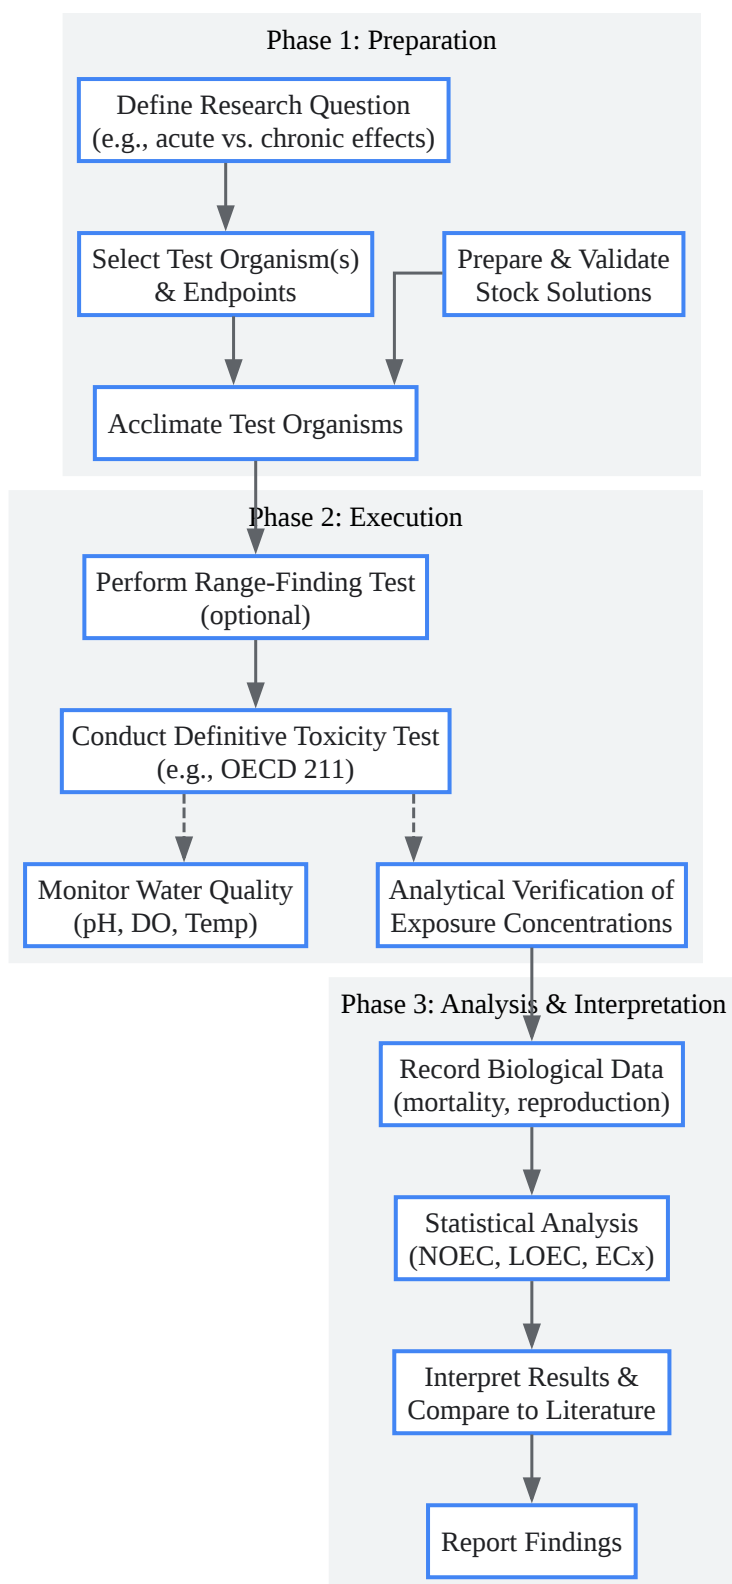 Phase 1: Preparation
Define Research Question
(e.g., acute vs. chronic effects)
Select Test Organism(s)
& Endpoints
Prepare & Validate
Stock Solutions
Acclimate Test Organisms
Phase 2: Execution
Perform Range-Finding Test
(optional)
Conduct Definitive Toxicity Test
(e.g., OECD 211)
Monitor Water Quality
(pH, DO, Temp)
Analytical Verification of
Exposure Concentrations
Phase 3: Analysis & Interpretation
Record Biological Data
(mortality, reproduction)
Statistical Analysis
(NOEC, LOEC, ECx)
Interpret Results &
Compare to Literature
Report Findings